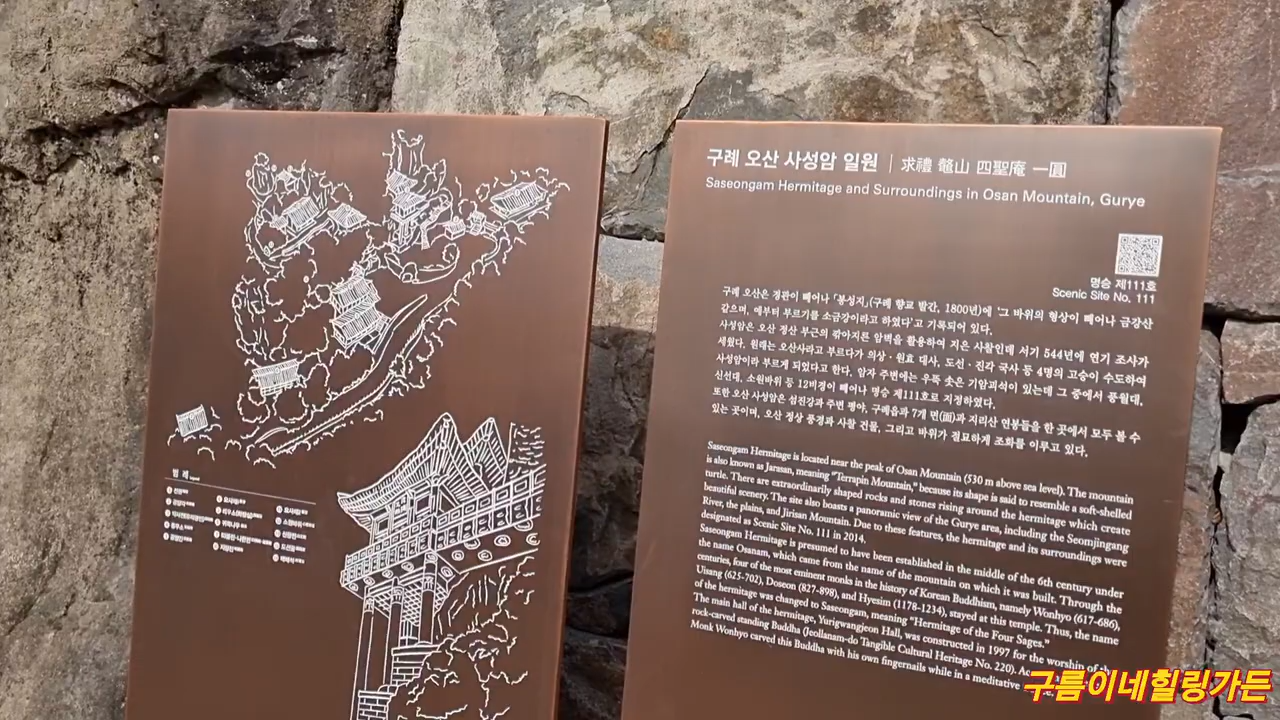 구례 오산 사성암 일원 | 求禮 鼇山 四聖庵 一圓
Saseongam Hermitage and Surroundings in Osan Mountain, Gurye
명승 제111호
Scenic Site No. 111
구례 오산은 경관이 빼어나 「봉성지」(구례 향교 발간, 1800년)에 '그 바위의 형상이 빼어나 금강산
같으며, 예부터 부르기를 소금강이라고 하였다'고 기록되어 있다.
사성암은 오산 정상 부근의 깎아지른 암벽을 활용하여 지은 사찰인데 서기 544년에 연기 조사가
세웠다. 원래는 오산사라고 부르다가 의상 · 원효 대사, 도선 · 진각 국사 등 4명의 고승이 수도하여
사성암이라 부르게 되었다고 한다. 암자 주변에는 우뚝 솟은 기암괴석이 있는데 그 중에서 풍월대,
신선대, 소원바위 등 12비경이 빼어나 명승 제111호로 지정하였다.
또한 오산 사성암은 섬진강과 주변 평야, 구례읍과 7개 면(面)과 지리산 연봉들을 한 곳에서 모두 볼 수
있는 곳이며, 오산 정상 풍경과 사찰 건물, 그리고 바위가 절묘하게 조화를 이루고 있다.
Saseongam Hermitage is located near the peak of Osan Mountain (530 m above sea level). The mountain
is also known as Jarasan, meaning "Terrapin Mountain," because its shape is said to resemble a soft-shelled
turtle. There are extraordinarily shaped rocks and stones rising around the hermitage which create
beautiful scenery. The site also boasts a panoramic view of the Gurye area, including the Seomjingang
River, the plains, and Jirisan Mountain. Due to these features, the hermitage and its surroundings were
designated as Scenic Site No. 111 in 2014.
Saseongam Hermitage is presumed to have been established in the middle of the 6th century under
the name Osanam, which came from the name of the mountain on which it was built. Through the
centuries, four of the most eminent monks in the history of Korean Buddhism, namely Wonhyo (617-686),
Uisang (625-702), Doseon (827-898), and Hyesim (1178-1234), stayed at this temple. Thus, the name
of the hermitage was changed to Saseongam, meaning "Hermitage of the Four Sages."
The main hall of the hermitage, Yurigwangjeon Hall, was constructed in 1997 for the worship of
rock-carved standing Buddha (Jeollanam-do Tangible Cultural Heritage No. 220).
Monk Wonhyo carved this Buddha with his own fingernails while in a meditative
범 례
구름이네힐링가든